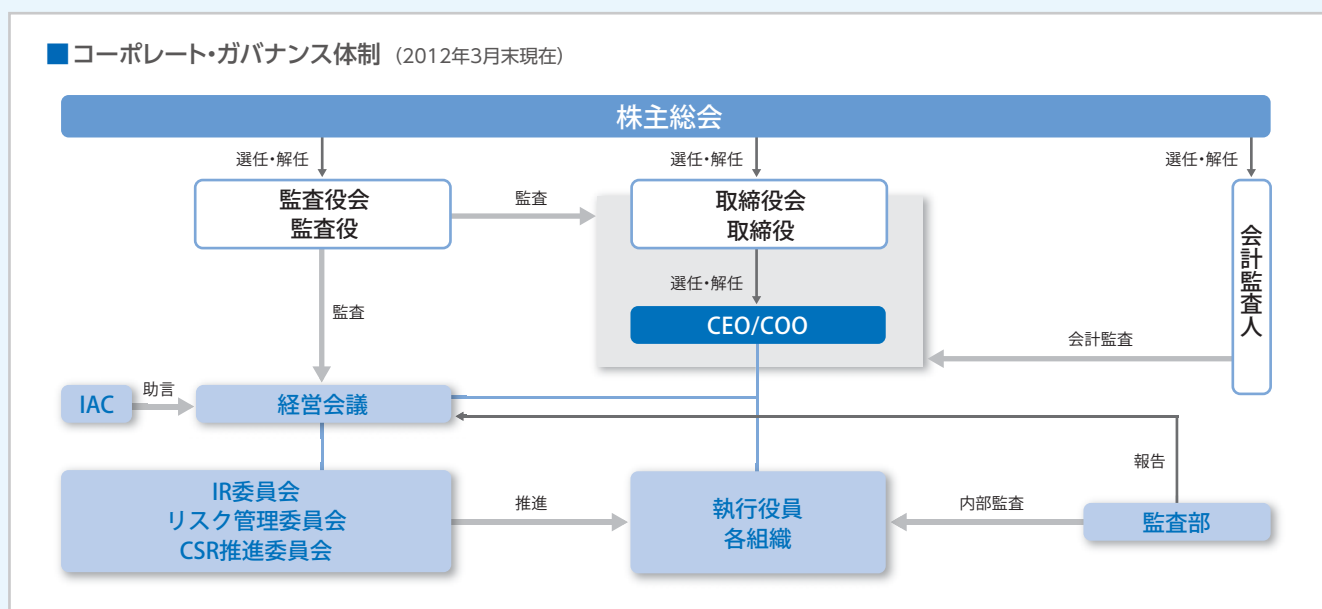 ■コーポレート・ガバナンス体制 (2012年3月末現在)
株主総会
選任・解任
選任・解任
選任・解任
監査役会
監査役
監査
取締役会
取締役
会計監査人
選任・解任
監査
CEO/COO
会計監査
IAC
助言
経営会議
報告
IR委員会
リスク管理委員会
CSR推進委員会
推進
執行役員
各組織
内部監査
監査部